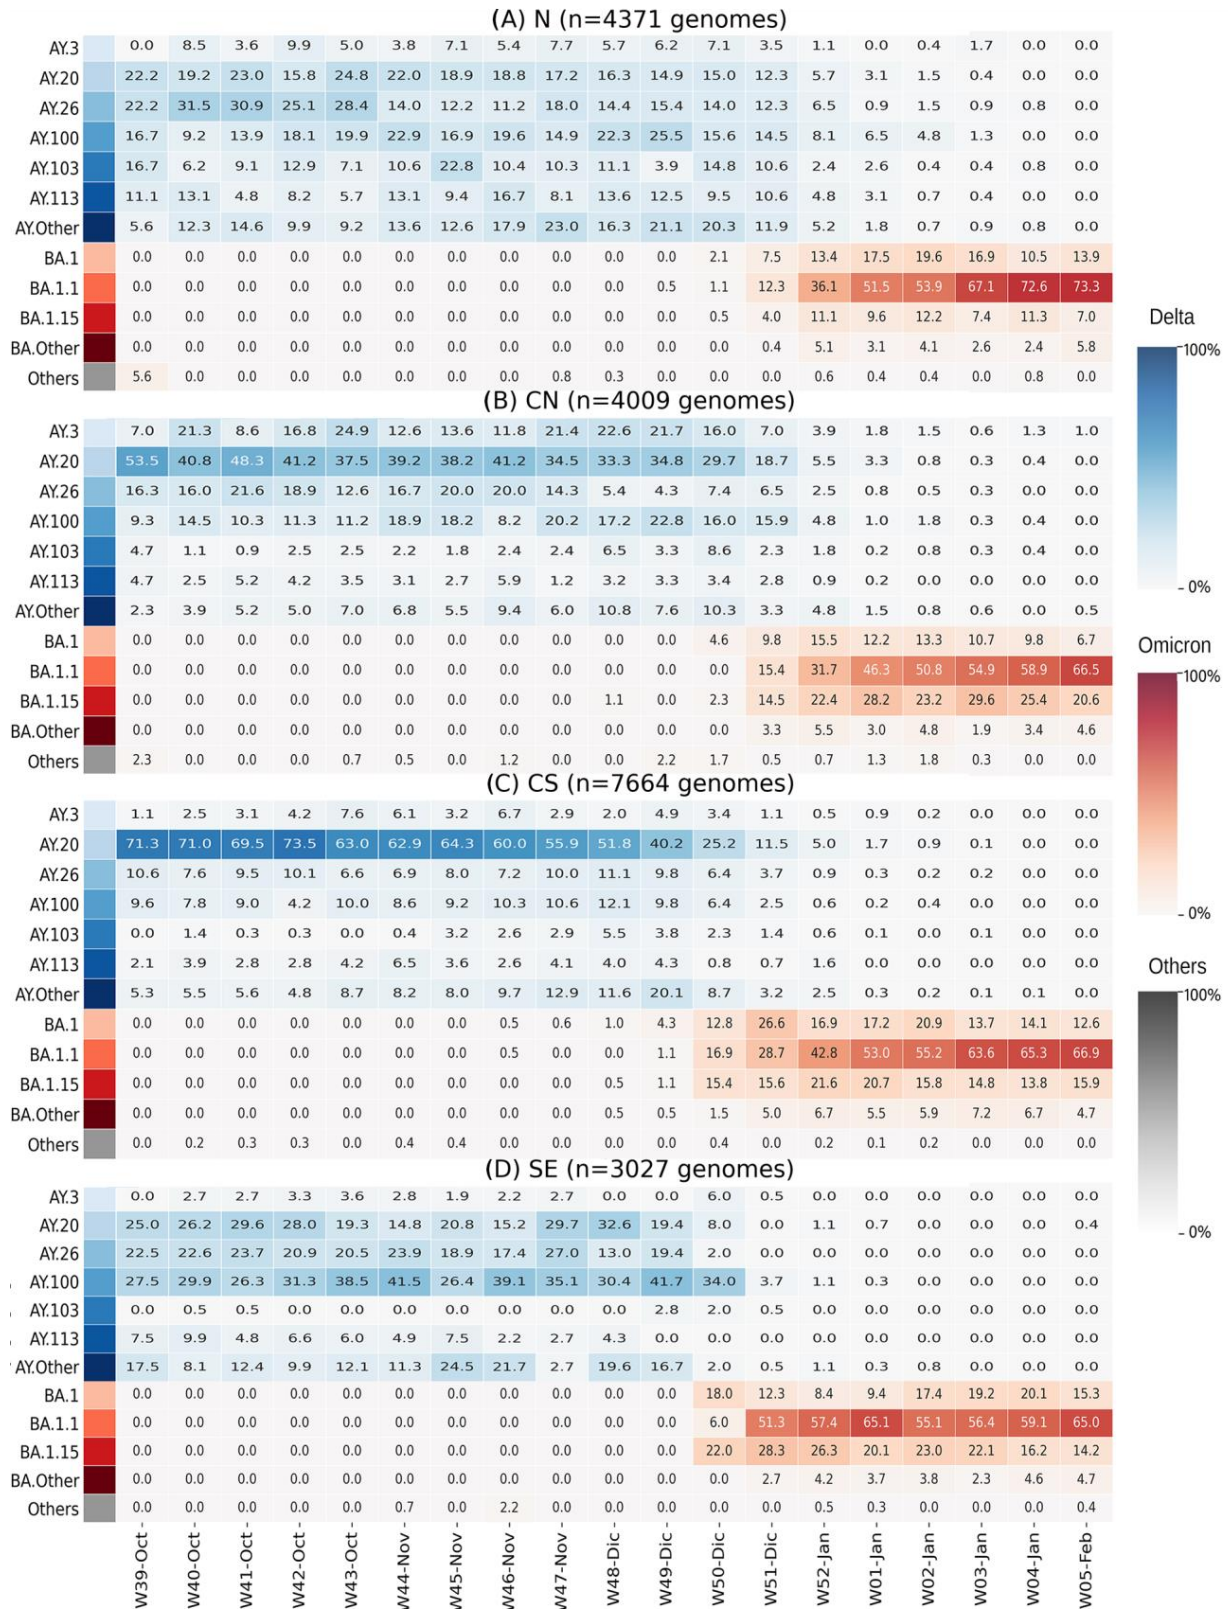 (A) N (n=4371 genomes)
AY.3 0.0 8.5 3.6 9.9 5.0 3.8 7.1 5.4 7.7 5.7 6.2 7.1 3.5 1.1 0.0 0.4 1.7 0.0 0.0
AY.20 22.2 19.2 23.0 15.8 24.8 22.0 18.9 18.8 17.2 16.3 14.9 15.0 12.3 5.7 3.1 1.5 0.4 0.0 0.0
AY.26 22.2 31.5 30.9 25.1 28.4 14.0 12.2 11.2 18.0 14.4 15.4 14.0 12.3 6.5 0.9 1.5 0.9 0.8 0.0
AY.100 16.7 9.2 13.9 18.1 19.9 22.9 16.9 19.6 14.9 22.3 25.5 15.6 14.5 8.1 6.5 4.8 1.3 0.0 0.0
AY.103 16.7 6.2 9.1 12.9 7.1 10.6 22.8 10.4 10.3 11.1 3.9 14.8 10.6 2.4 2.6 0.4 0.4 0.8 0.0
AY.113 11.1 13.1 4.8 8.2 5.7 13.1 9.4 16.7 8.1 13.6 12.5 9.5 10.6 4.8 3.1 0.7 0.4 0.0 0.0
AY.Other 5.6 12.3 14.6 9.9 9.2 13.6 12.6 17.9 23.0 16.3 21.1 20.3 11.9 5.2 1.8 0.7 0.9 0.8 0.0
BA.1 0.0 0.0 0.0 0.0 0.0 0.0 0.0 0.0 0.0 0.0 0.0 2.1 7.5 13.4 17.5 19.6 16.9 10.5 13.9
BA.1.1 0.0 0.0 0.0 0.0 0.0 0.0 0.0 0.0 0.0 0.0 0.5 1.1 12.3 36.1 51.5 53.9 67.1 72.6 73.3
BA.1.15 0.0 0.0 0.0 0.0 0.0 0.0 0.0 0.0 0.0 0.0 0.0 0.5 4.0 11.1 9.6 12.2 7.4 11.3 7.0
BA.Other 0.0 0.0 0.0 0.0 0.0 0.0 0.0 0.0 0.0 0.0 0.0 0.0 0.4 5.1 3.1 4.1 2.6 2.4 5.8
Others 5.6 0.0 0.0 0.0 0.0 0.0 0.0 0.0 0.8 0.3 0.0 0.0 0.0 0.6 0.4 0.4 0.0 0.8 0.0
(B) CN (n=4009 genomes)
AY.3 7.0 21.3 8.6 16.8 24.9 12.6 13.6 11.8 21.4 22.6 21.7 16.0 7.0 3.9 1.8 1.5 0.6 1.3 1.0
AY.20 53.5 40.8 48.3 41.2 37.5 39.2 38.2 41.2 34.5 33.3 34.8 29.7 18.7 5.5 3.3 0.8 0.3 0.4 0.0
AY.26 16.3 16.0 21.6 18.9 12.6 16.7 20.0 20.0 14.3 5.4 4.3 7.4 6.5 2.5 0.8 0.5 0.3 0.0 0.0
AY.100 9.3 14.5 10.3 11.3 11.2 18.9 18.2 8.2 20.2 17.2 22.8 16.0 15.9 4.8 1.0 1.8 0.3 0.4 0.0
AY.103 4.7 1.1 0.9 2.5 2.5 2.2 1.8 2.4 2.4 6.5 3.3 8.6 2.3 1.8 0.2 0.8 0.3 0.4 0.0
AY.113 4.7 2.5 5.2 4.2 3.5 3.1 2.7 5.9 1.2 3.2 3.3 3.4 2.8 0.9 0.2 0.0 0.0 0.0 0.0
AY.Other 2.3 3.9 5.2 5.0 7.0 6.8 5.5 9.4 6.0 10.8 7.6 10.3 3.3 4.8 1.5 0.8 0.6 0.0 0.5
BA.1 0.0 0.0 0.0 0.0 0.0 0.0 0.0 0.0 0.0 0.0 0.0 4.6 9.8 15.5 12.2 13.3 10.7 9.8 6.7
BA.1.1 0.0 0.0 0.0 0.0 0.0 0.0 0.0 0.0 0.0 0.0 0.0 0.0 15.4 31.7 46.3 50.8 54.9 58.9 66.5
BA.1.15 0.0 0.0 0.0 0.0 0.0 0.0 0.0 0.0 0.0 1.1 0.0 2.3 14.5 22.4 28.2 23.2 29.6 25.4 20.6
BA.Other 0.0 0.0 0.0 0.0 0.0 0.0 0.0 0.0 0.0 0.0 0.0 0.0 3.3 5.5 3.0 4.8 1.9 3.4 4.6
Others 2.3 0.0 0.0 0.0 0.7 0.5 0.0 1.2 0.0 0.0 2.2 1.7 0.5 0.7 1.3 1.8 0.3 0.0 0.0
(C) CS (n=7664 genomes)
AY.3 1.1 2.5 3.1 4.2 7.6 6.1 3.2 6.7 2.9 2.0 4.9 3.4 1.1 0.5 0.9 0.2 0.0 0.0 0.0
AY.20 71.3 71.0 69.5 73.5 63.0 62.9 64.3 60.0 55.9 51.8 40.2 25.2 11.5 5.0 1.7 0.9 0.1 0.0 0.0
AY.26 10.6 7.6 9.5 10.1 6.6 6.9 8.0 7.2 10.0 11.1 9.8 6.4 3.7 0.9 0.3 0.2 0.2 0.0 0.0
AY.100 9.6 7.8 9.0 4.2 10.0 8.6 9.2 10.3 10.6 12.1 9.8 6.4 2.5 0.6 0.2 0.4 0.0 0.0 0.0
AY.103 0.0 1.4 0.3 0.3 0.0 0.4 3.2 2.6 2.9 5.5 3.8 2.3 1.4 0.6 0.1 0.0 0.1 0.0 0.0
AY.113 2.1 3.9 2.8 2.8 4.2 6.5 3.6 2.6 4.1 4.0 4.3 0.8 0.7 1.6 0.0 0.0 0.0 0.0 0.0
AY.Other 5.3 5.5 5.6 4.8 8.7 8.2 8.0 9.7 12.9 11.6 20.1 8.7 3.2 2.5 0.3 0.2 0.1 0.1 0.0
BA.1 0.0 0.0 0.0 0.0 0.0 0.0 0.0 0.5 0.6 1.0 4.3 12.8 26.6 16.9 17.2 20.9 13.7 14.1 12.6
BA.1.1 0.0 0.0 0.0 0.0 0.0 0.0 0.0 0.5 0.0 0.0 1.1 16.9 28.7 42.8 53.0 55.2 63.6 65.3 66.9
BA.1.15 0.0 0.0 0.0 0.0 0.0 0.0 0.0 0.0 0.0 0.5 1.1 15.4 15.6 21.6 20.7 15.8 14.8 13.8 15.9
BA.Other 0.0 0.0 0.0 0.0 0.0 0.0 0.0 0.0 0.0 0.5 0.5 1.5 5.0 6.7 5.5 5.9 7.2 6.7 4.7
Others 0.0 0.2 0.3 0.3 0.0 0.4 0.4 0.0 0.0 0.0 0.0 0.4 0.0 0.2 0.1 0.2 0.0 0.0 0.0
(D) SE (n=3027 genomes)
AY.3 0.0 2.7 2.7 3.3 3.6 2.8 1.9 2.2 2.7 0.0 0.0 6.0 0.5 0.0 0.0 0.0 0.0 0.0 0.0
AY.20 25.0 26.2 29.6 28.0 19.3 14.8 20.8 15.2 29.7 32.6 19.4 8.0 0.0 1.1 0.7 0.0 0.0 0.0 0.4
AY.26 22.5 22.6 23.7 20.9 20.5 23.9 18.9 17.4 27.0 13.0 19.4 2.0 0.0 0.0 0.0 0.0 0.0 0.0 0.0
AY.100 27.5 29.9 26.3 31.3 38.5 41.5 26.4 39.1 35.1 30.4 41.7 34.0 3.7 1.1 0.3 0.0 0.0 0.0 0.0
AY.103 0.0 0.5 0.5 0.0 0.0 0.0 0.0 0.0 0.0 0.0 2.8 2.0 0.5 0.0 0.0 0.0 0.0 0.0 0.0
AY.113 7.5 9.9 4.8 6.6 6.0 4.9 7.5 2.2 2.7 4.3 0.0 0.0 0.0 0.0 0.0 0.0 0.0 0.0 0.0
AY.Other 17.5 8.1 12.4 9.9 12.1 11.3 24.5 21.7 2.7 19.6 16.7 2.0 0.5 1.1 0.3 0.8 0.0 0.0 0.0
BA.1 0.0 0.0 0.0 0.0 0.0 0.0 0.0 0.0 0.0 0.0 0.0 18.0 12.3 8.4 9.4 17.4 19.2 20.1 15.3
BA.1.1 0.0 0.0 0.0 0.0 0.0 0.0 0.0 0.0 0.0 0.0 0.0 6.0 51.3 57.4 65.1 55.1 56.4 59.1 65.0
BA.1.15 0.0 0.0 0.0 0.0 0.0 0.0 0.0 0.0 0.0 0.0 0.0 22.0 28.3 26.3 20.1 23.0 22.1 16.2 14.2
BA.Other 0.0 0.0 0.0 0.0 0.0 0.0 0.0 0.0 0.0 0.0 0.0 0.0 2.7 4.2 3.7 3.8 2.3 4.6 4.7
Others 0.0 0.0 0.0 0.0 0.0 0.7 0.0 2.2 0.0 0.0 0.0 0.0 0.0 0.5 0.3 0.0 0.0 0.0 0.4
W39-Oct W40-Oct W41-Oct W42-Oct W43-Oct W44-Nov W45-Nov W46-Nov W47-Nov W48-Dic W49-Dic W50-Dic W51-Dic W52-Jan W01-Jan W02-Jan W03-Jan W04-Jan W05-Feb
Delta
100%
0%
Omicron
100%
0%
Others
100%
0%